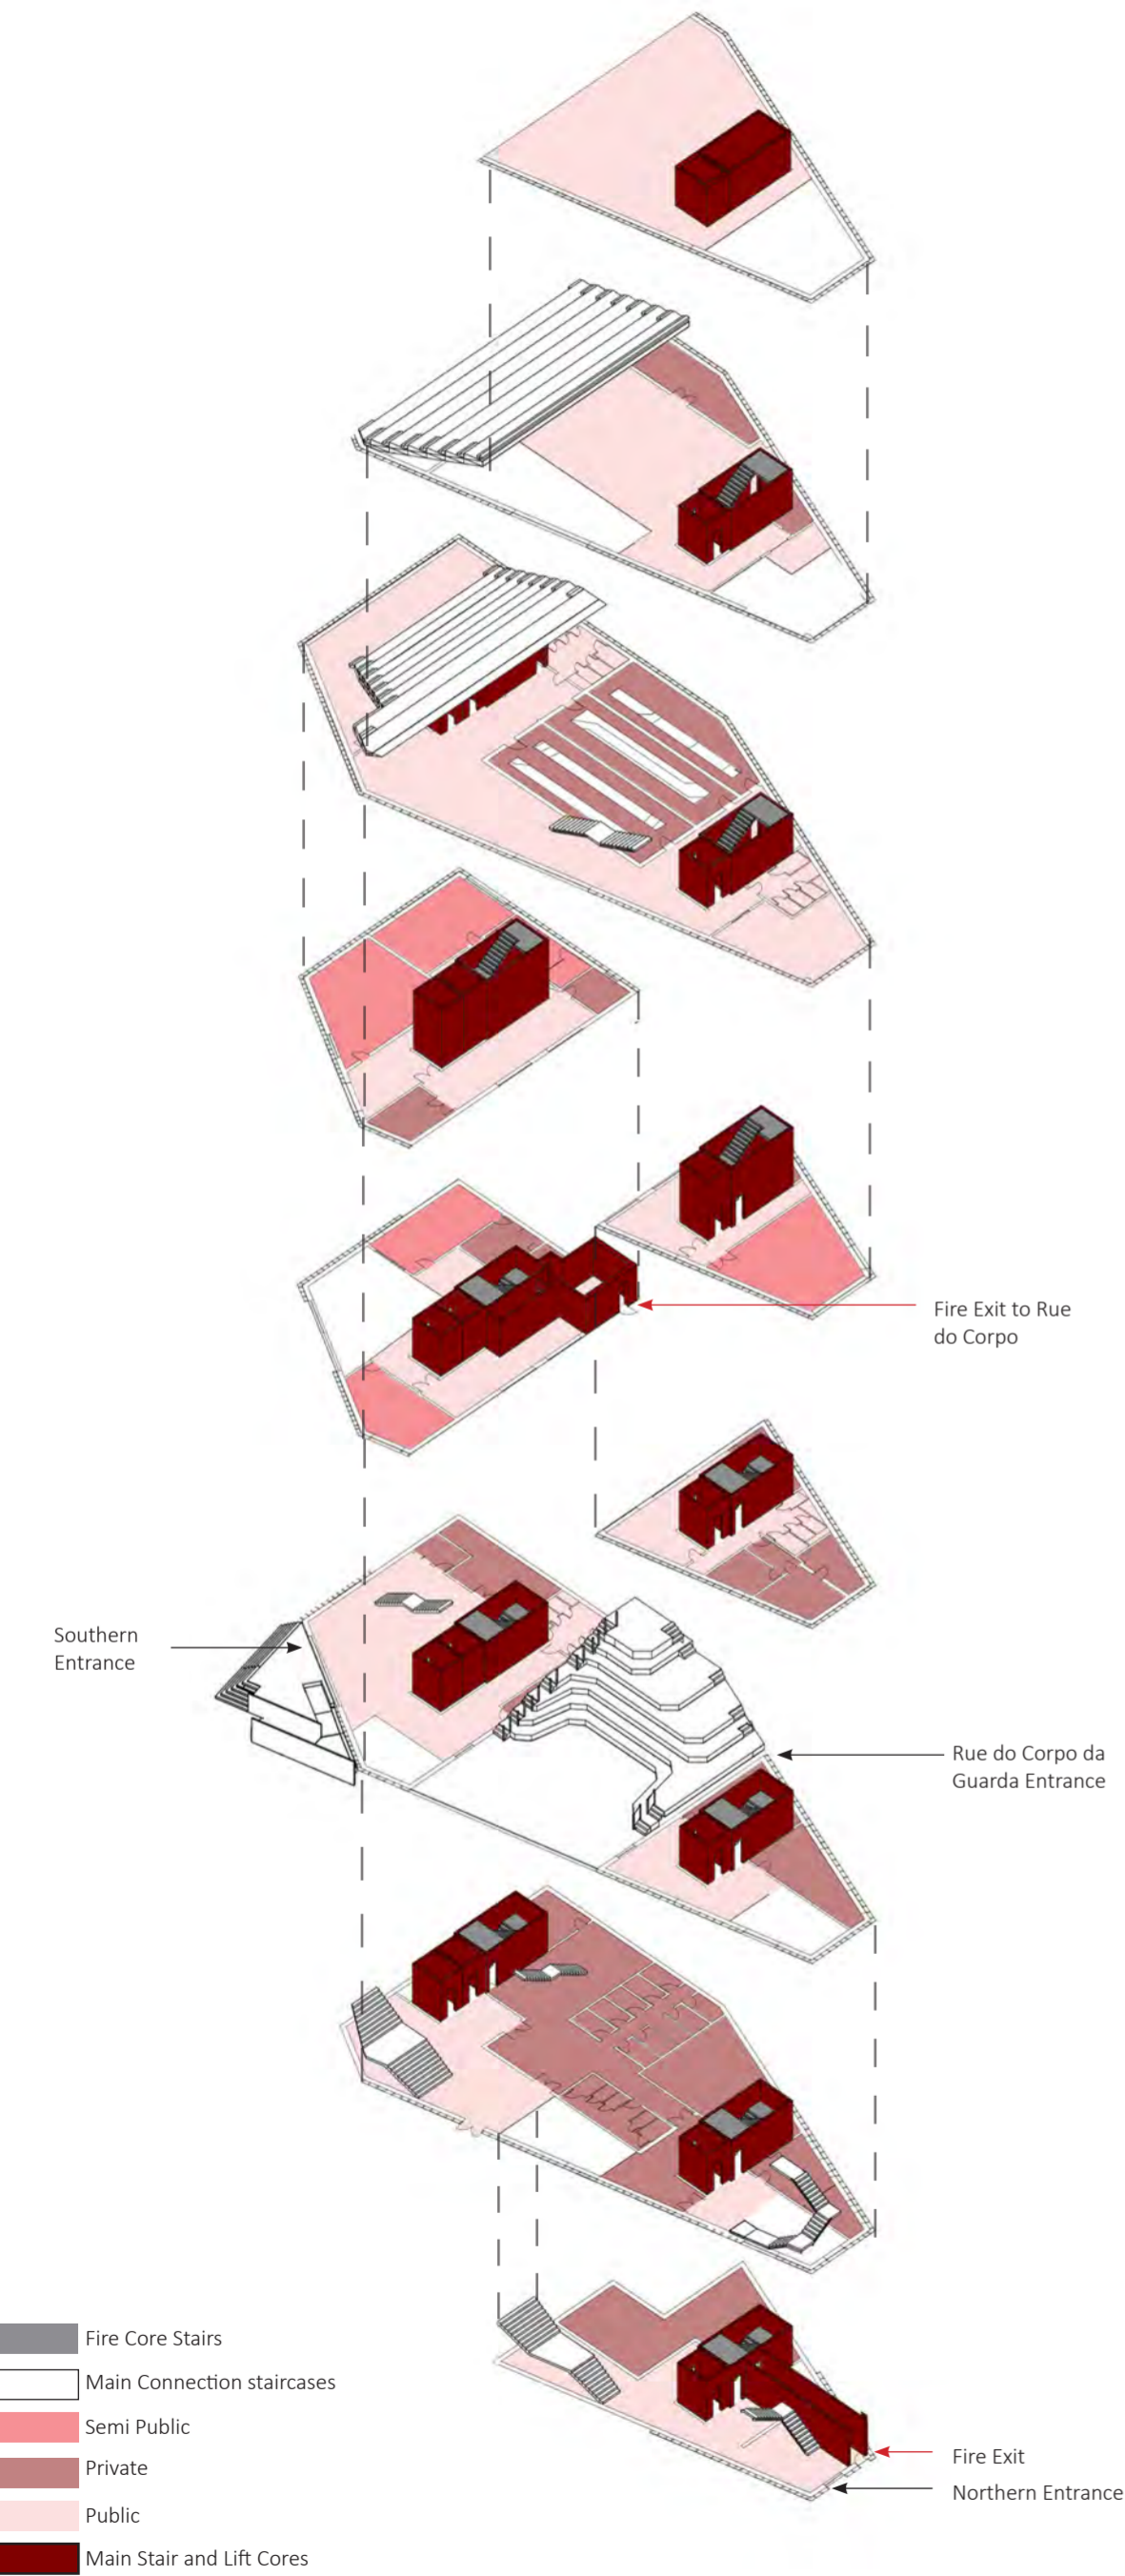 Fire Exit to Rue
do Corpo
Southern
Entrance
Rue do Corpo da
Guarda Entrance
Fire Core Stairs
Main Connection staircases
Semi Public
Private
Public
Main Stair and Lift Cores
Fire Exit
Northern Entrance